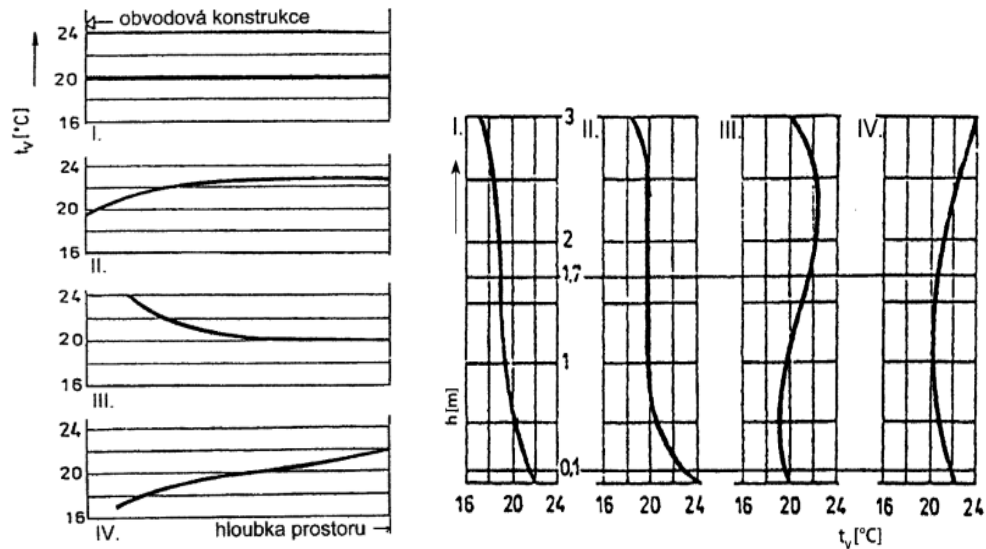 obvodová konstrukce
24
20
16
I.
24
20
16
II.
24
20
16
III.
24
20
16
IV.
hloubka prostoru
tv [°C]
I.
3
II.
III.
IV.
2
1,7
1
0,1
h [m]
16 20 24
16 20 24
16 20 24
16 20 24
tv [°C]